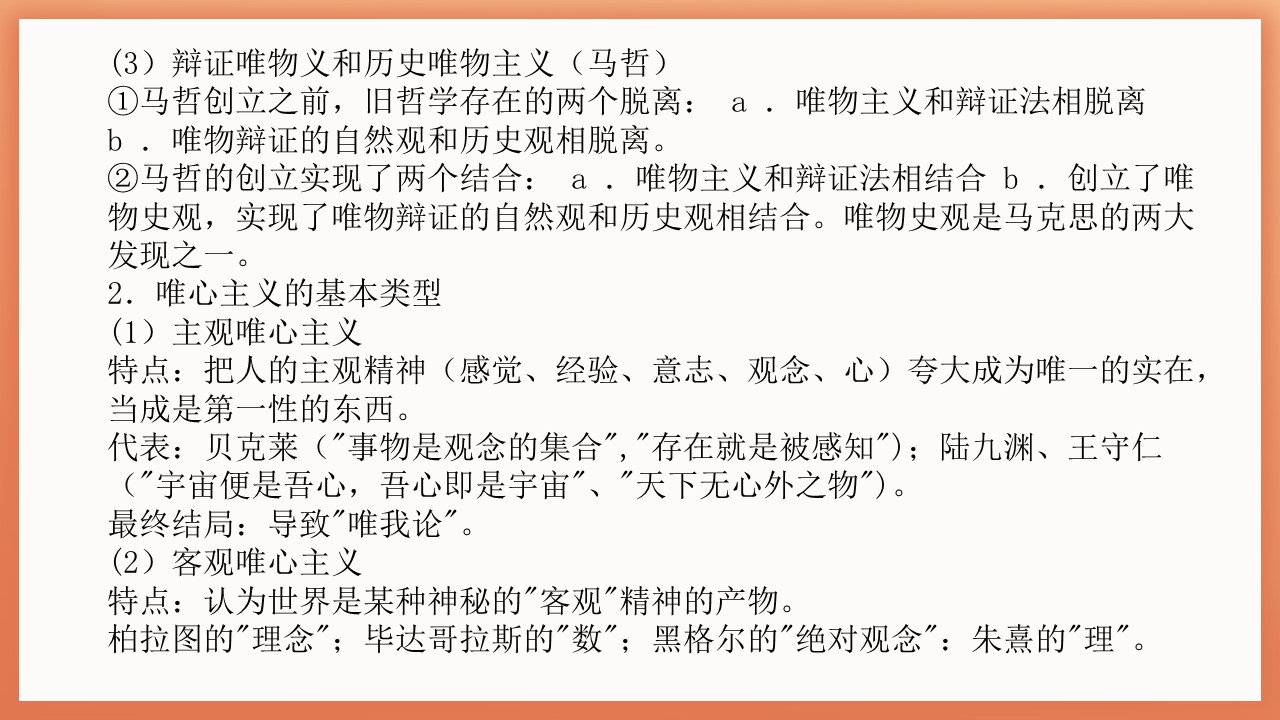 (3）辩证唯物义和历史唯物主义（马哲）
①马哲创立之前，旧哲学存在的两个脱离： a ．唯物主义和辩证法相脱离
b ．唯物辩证的自然观和历史观相脱离。
②马哲的创立实现了两个结合： a ．唯物主义和辩证法相结合 b ．创立了唯
物史观，实现了唯物辩证的自然观和历史观相结合。唯物史观是马克思的两大
发现之一。
2．唯心主义的基本类型
(1）主观唯心主义
特点：把人的主观精神（感觉、经验、意志、观念、心）夸大成为唯一的实在，
当成是第一性的东西。
代表：贝克莱（"事物是观念的集合","存在就是被感知"）；陆九渊、王守仁
（"宇宙便是吾心，吾心即是宇宙"、"天下无心外之物"）。
最终结局：导致"唯我论"。
(2）客观唯心主义
特点：认为世界是某种神秘的"客观"精神的产物。
柏拉图的"理念"；毕达哥拉斯的"数"；黑格尔的"绝对观念"：朱熹的"理"。